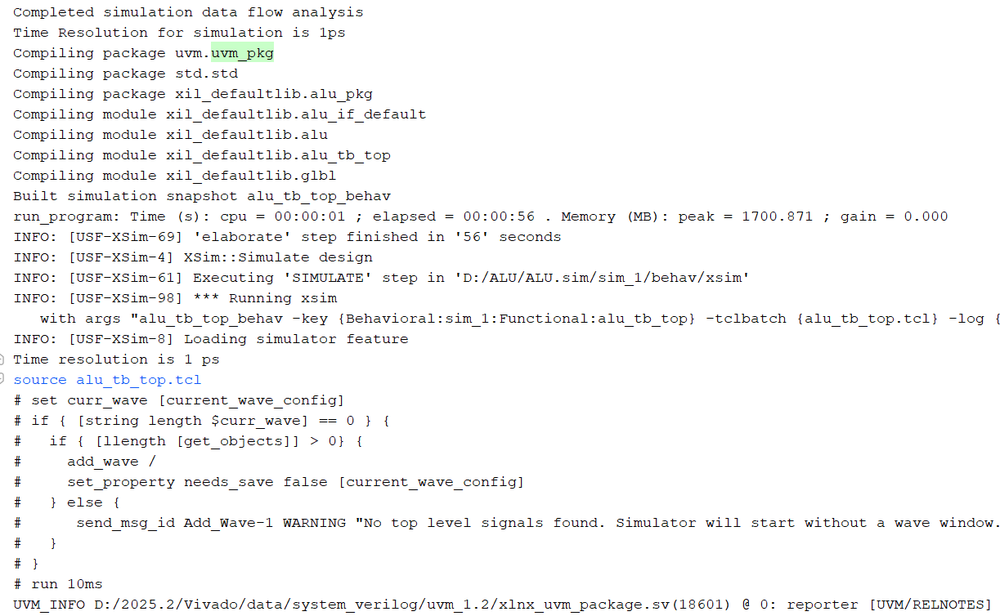 Completed simulation data flow analysis
Time Resolution for simulation is 1ps
Compiling package uvm.uvm_pkg
Compiling package std.std
Compiling package xil_defaultlib.alu_pkg
Compiling module xil_defaultlib.alu_if_default
Compiling module xil_defaultlib.alu
Compiling module xil_defaultlib.alu_tb_top
Compiling module xil_defaultlib.glbl
Built simulation snapshot alu_tb_top_behav
run_program: Time (s): cpu = 00:00:01 ; elapsed = 00:00:56 . Memory (MB): peak = 1700.871 ; gain = 0.000
INFO: [USF-XSim-69] 'elaborate' step finished in '56' seconds
INFO: [USF-XSim-4] XSim::Simulate design
INFO: [USF-XSim-61] Executing 'SIMULATE' step in 'D:/ALU/ALU.sim/sim_1/behav/xsim'
INFO: [USF-XSim-98] *** Running xsim
   with args "alu_tb_top_behav -key {Behavioral:sim_1:Functional:alu_tb_top} -tclbatch {alu_tb_top.tcl} -log {
INFO: [USF-XSim-8] Loading simulator feature
Time resolution is 1 ps
source alu_tb_top.tcl
# set curr_wave [current_wave_config]
# if { [string length $curr_wave] == 0 } {
#   if { [llength [get_objects]] > 0} {
#     add_wave /
#     set_property needs_save false [current_wave_config]
#   } else {
#      send_msg_id Add_Wave-1 WARNING "No top level signals found. Simulator will start without a wave window.
#   }
# }
# run 10ms
UVM_INFO D:/2025.2/Vivado/data/system_verilog/uvm_1.2/xlnx_uvm_package.sv(18601) @ 0: reporter [UVM/RELNOTES]